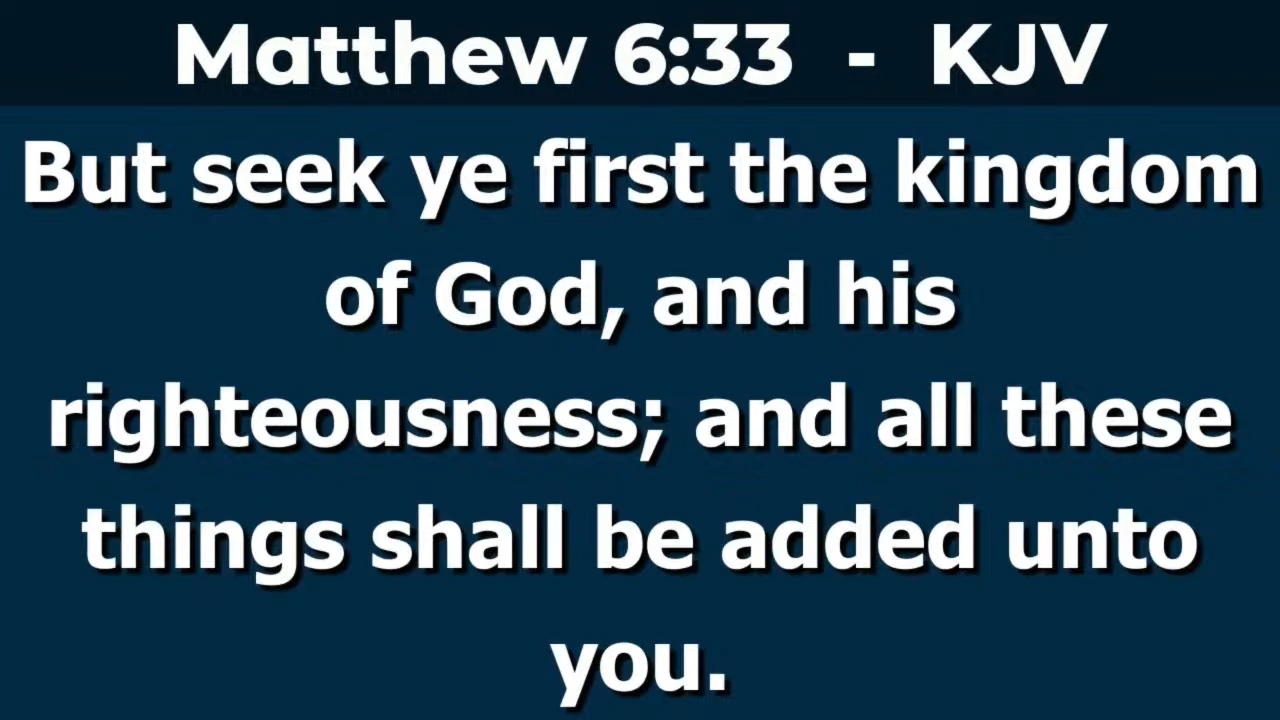 Matthew 6:33 - KJV
But seek ye first the kingdom
of God, and his
righteousness; and all these
things shall be added unto
you.